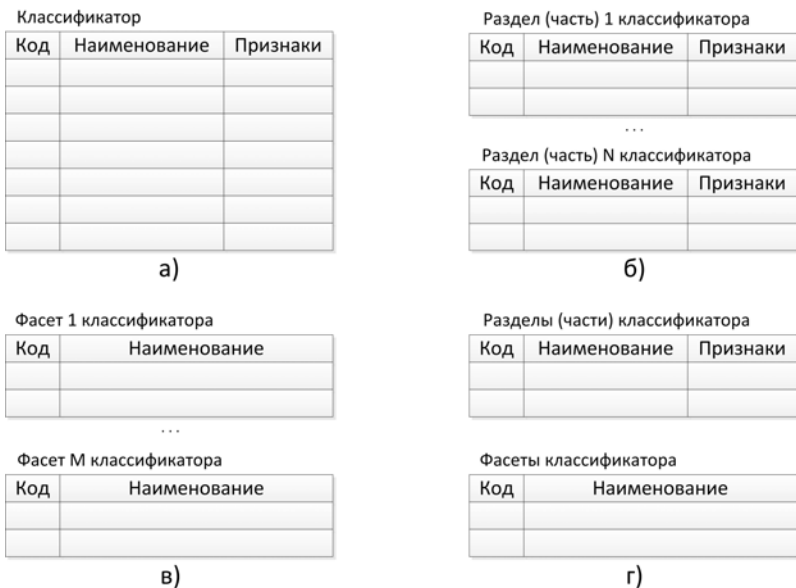 Классификатор
Код Наименование Признаки
а)
Раздел (часть) 1 классификатора
Код Наименование Признаки
...
Раздел (часть) N классификатора
Код Наименование Признаки
б)
Фасет 1 классификатора
Код Наименование
...
Фасет М классификатора
Код Наименование
в)
Разделы (части) классификатора
Код Наименование Признаки
Фасеты классификатора
Код Наименование
г)